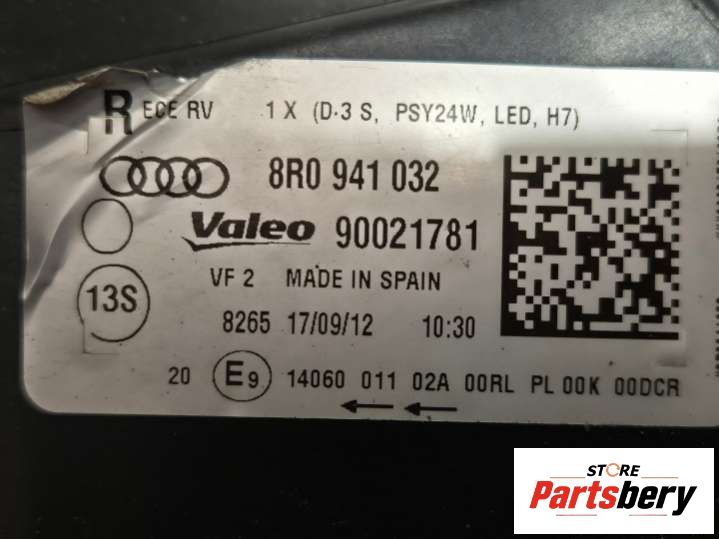 R ECE RV 1 X (D·3 S, PSY24W, LED, H7)
8R0 941 032
Valeo 90021781
VF 2 MADE IN SPAIN
13S
8265 17/09/12 10:30
20 E9 14060 011 02A 00RL PL 00K 00DCR
STORE
Partsbery